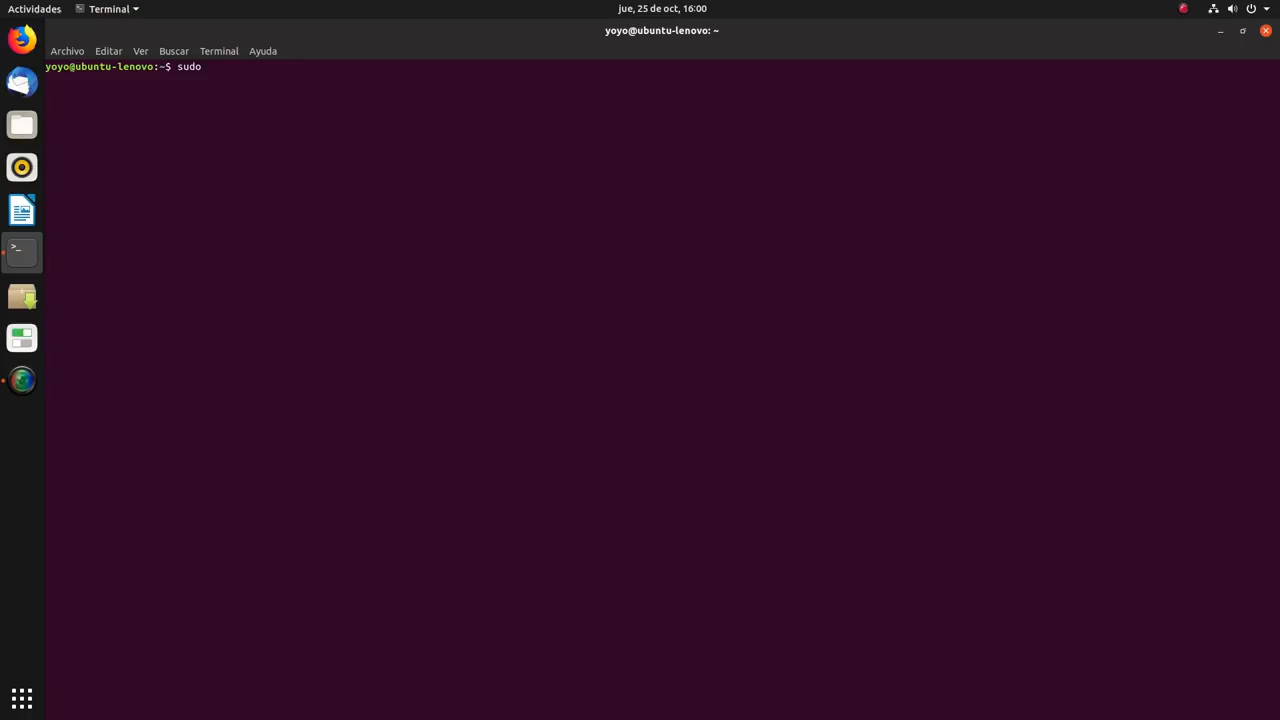 Actividades Terminal jue, 25 de oct, 16:00
yoyo@ubuntu-lenovo: ~
Archivo Editar Ver Buscar Terminal Ayuda
yoyo@ubuntu-lenovo:~$ sudo
>_